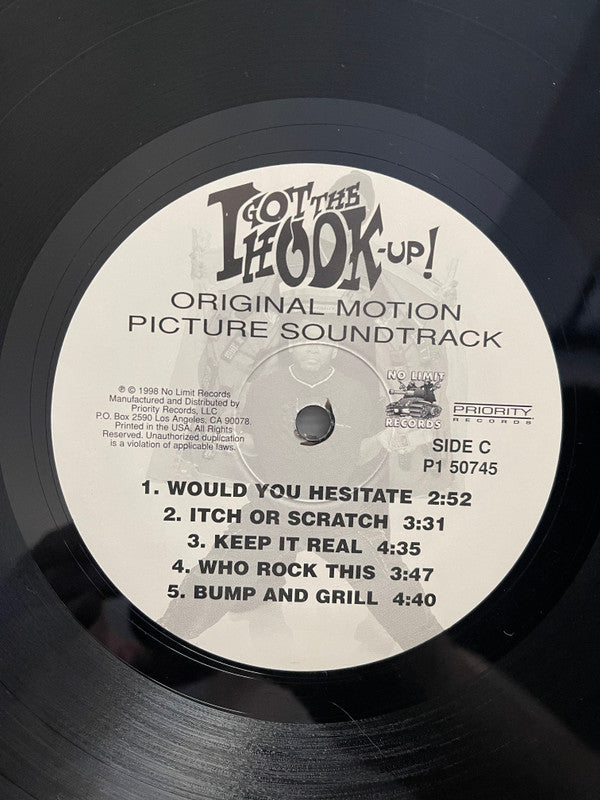 I GOT THE
HOOK-UP!
ORIGINAL MOTION
PICTURE SOUNDTRACK
℗ © 1998 No Limit Records
Manufactured and Distributed by
Priority Records, LLC
P.O. Box 2590 Los Angeles, CA 90078.
Printed in the USA. All Rights
Reserved. Unauthorized duplication
is a violation of applicable laws.
NO LIMIT
RECORDS
PRIORITY
RECORDS
SIDE C
P1 50745
1. WOULD YOU HESITATE 2:52
2. ITCH OR SCRATCH 3:31
3. KEEP IT REAL 4:35
4. WHO ROCK THIS 3:47
5. BUMP AND GRILL 4:40